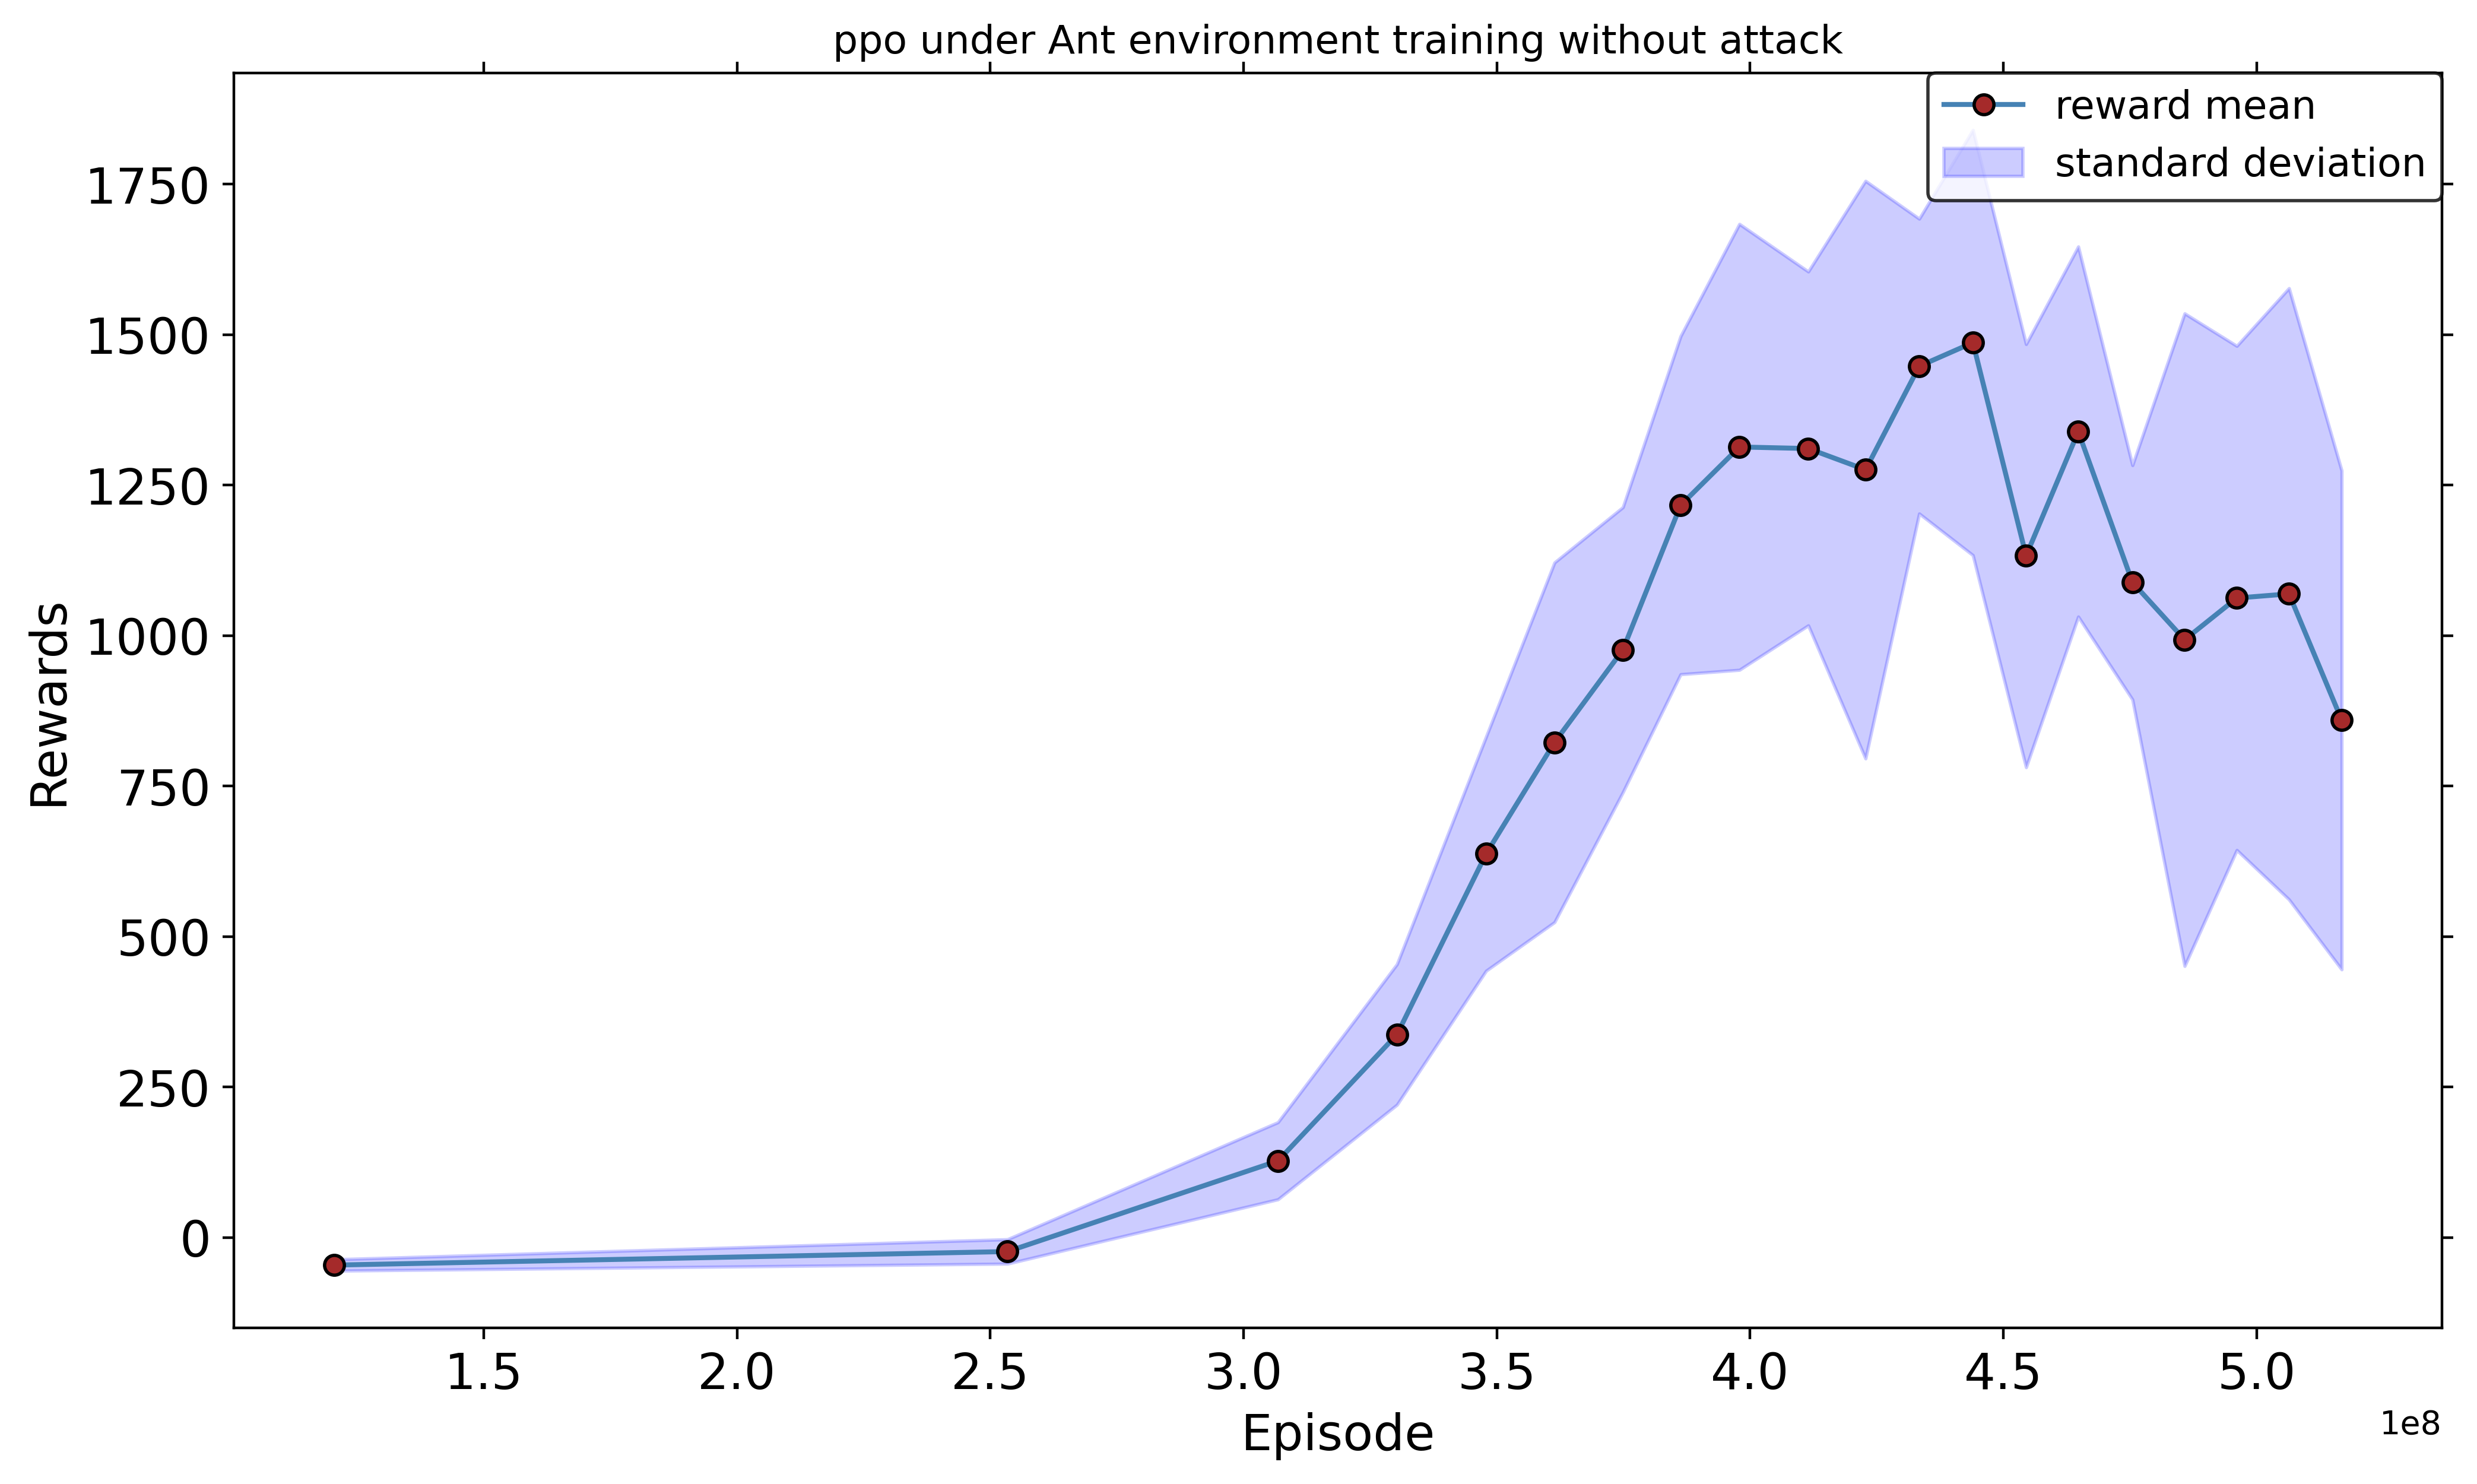 ppo under Ant environment training without attack
reward mean
standard deviation
1750
1500
1250
1000
750
500
250
0
Rewards
1.5 2.0 2.5 3.0 3.5 4.0 4.5 5.0
1e8
Episode